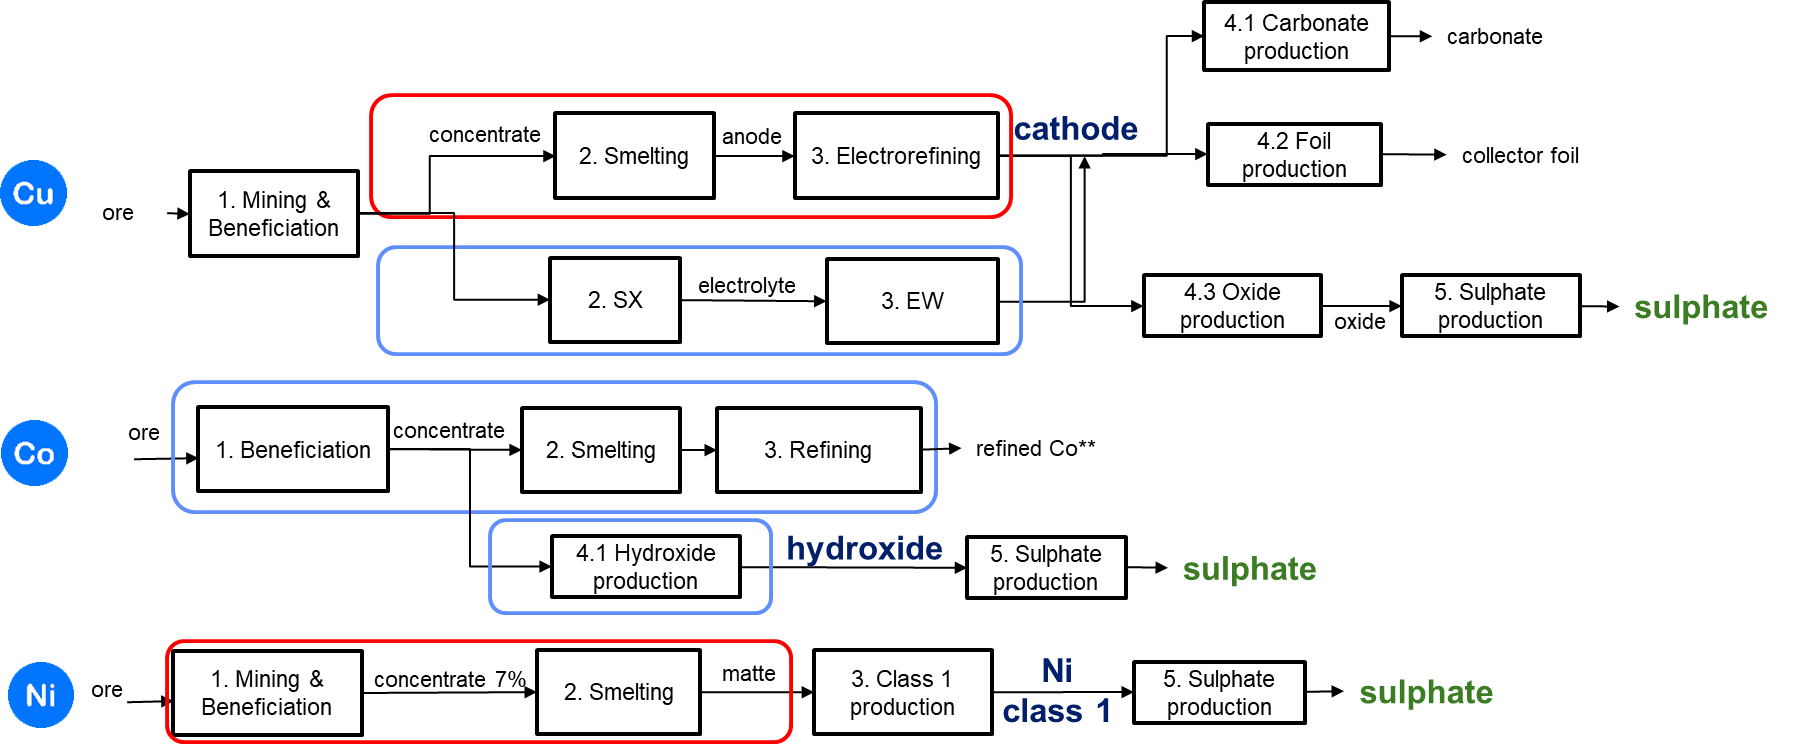 4.1 Carbonate
production
carbonate
concentrate
2. Smelting
anode
3. Electrorefining
cathode
4.2 Foil
production
collector foil
Cu
ore
1. Mining &
Beneficiation
2. SX
electrolyte
3. EW
4.3 Oxide
production
oxide
5. Sulphate
production
sulphate
Co
ore
1. Beneficiation
concentrate
2. Smelting
3. Refining
refined Co**
4.1 Hydroxide
production
hydroxide
5. Sulphate
production
sulphate
Ni
ore
1. Mining &
Beneficiation
concentrate 7%
2. Smelting
matte
3. Class 1
production
Ni
class 1
5. Sulphate
production
sulphate